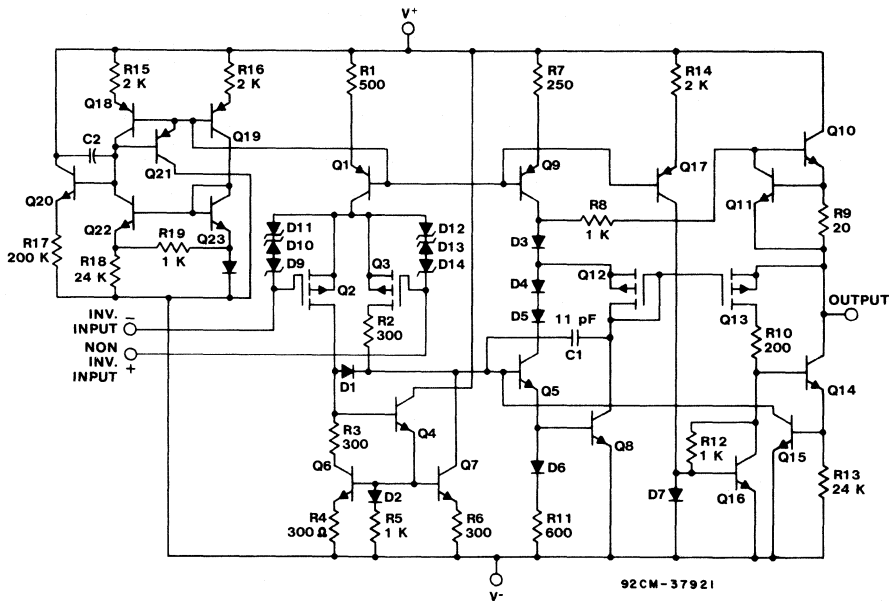 V+
R15
2 K
R16
2 K
R1
500
R7
250
R14
2 K
Q18
Q19
Q10
C2
Q21
Q1
Q9
Q17
Q20
Q11
R8
1 K
R9
20
Q22
R19
1 K
Q23
D11
D10
D9
D12
D13
D14
Q3
Q2
D3
D4
D5
Q12
Q13
R17
200 K
R18
24 K
OUTPUT
INV. −
INPUT
NON
INV. +
INPUT
R2
300
11 pF
C1
R10
200
D1
Q5
Q14
Q4
Q8
R3
300
Q6
Q7
D6
R12
1 K
Q15
D2
D7
Q16
R13
24 K
R4
300 Ω
R5
1 K
R6
300
R11
600
V-
92CM-37921